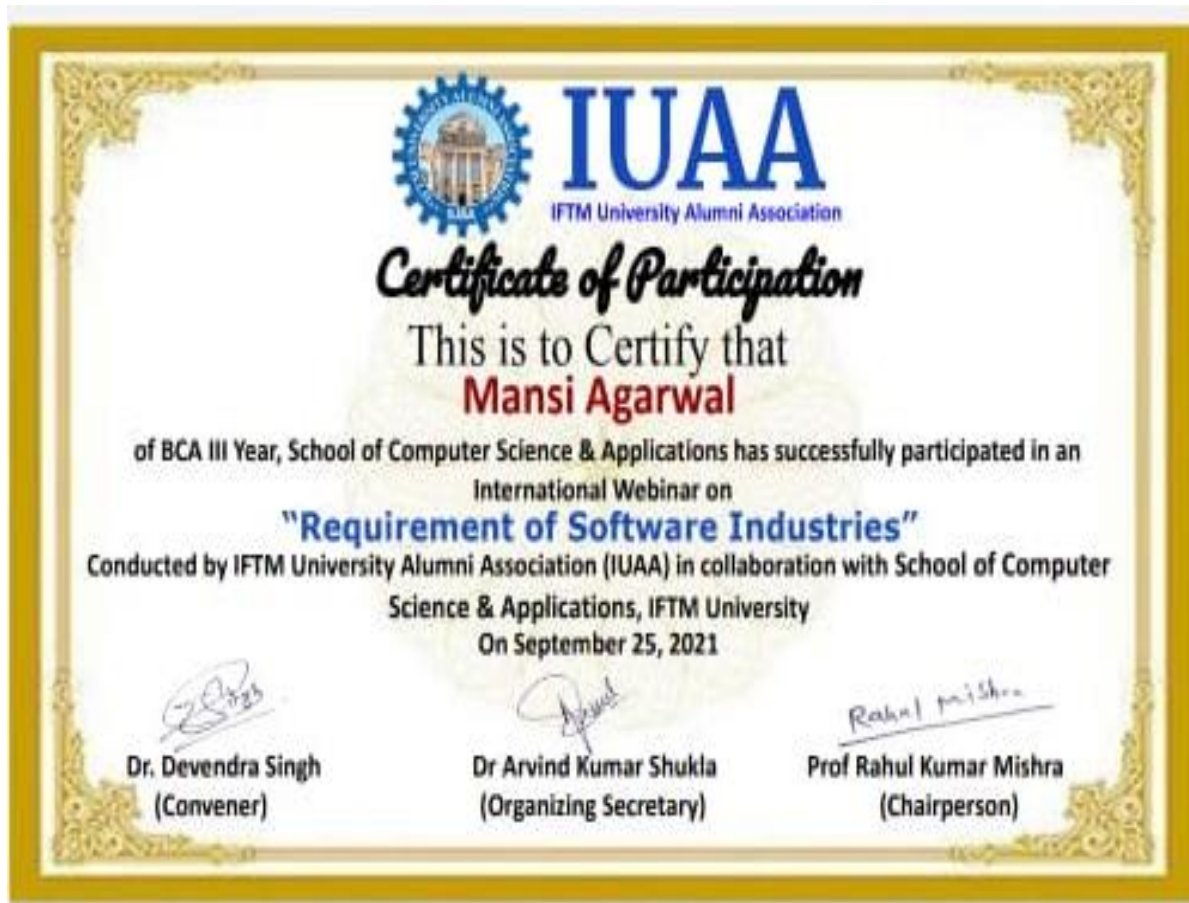 IUAA
IFTM University Alumni Association
Certificate of Participation
This is to Certify that
Mansi Agarwal
of BCA III Year, School of Computer Science & Applications has successfully participated in an
International Webinar on
“Requirement of Software Industries”
Conducted by IFTM University Alumni Association (IUAA) in collaboration with School of Computer
Science & Applications, IFTM University
On September 25, 2021
Rahul Mishra
Dr. Devendra Singh
Dr Arvind Kumar Shukla
Prof Rahul Kumar Mishra
(Convener)
(Organizing Secretary)
(Chairperson)